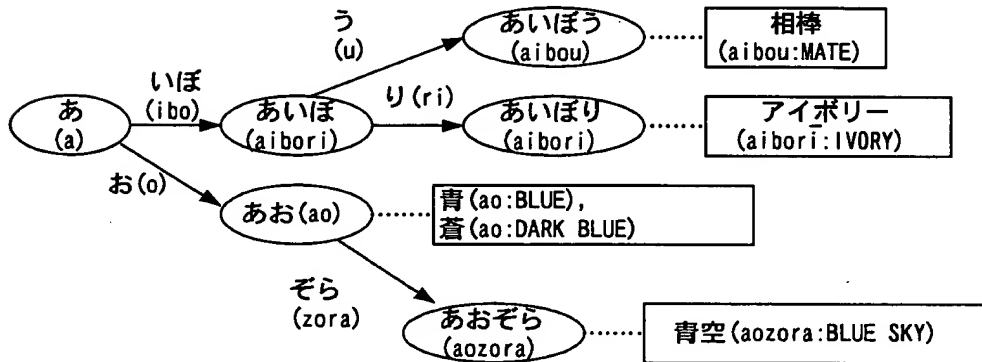 う
(u)
あいぼう
(aibou)
相棒
(aibou:MATE)
いぼ
(ibo)
あ
(a)
あいぼ
(aibori)
り(ri)
あいぼり
(aibori)
アイボリー
(aibori:IVORY)
お(o)
あお(ao)
青(ao:BLUE),
蒼(ao:DARK BLUE)
ぞら
(zora)
あおぞら
(aozora)
青空(aozora:BLUE SKY)